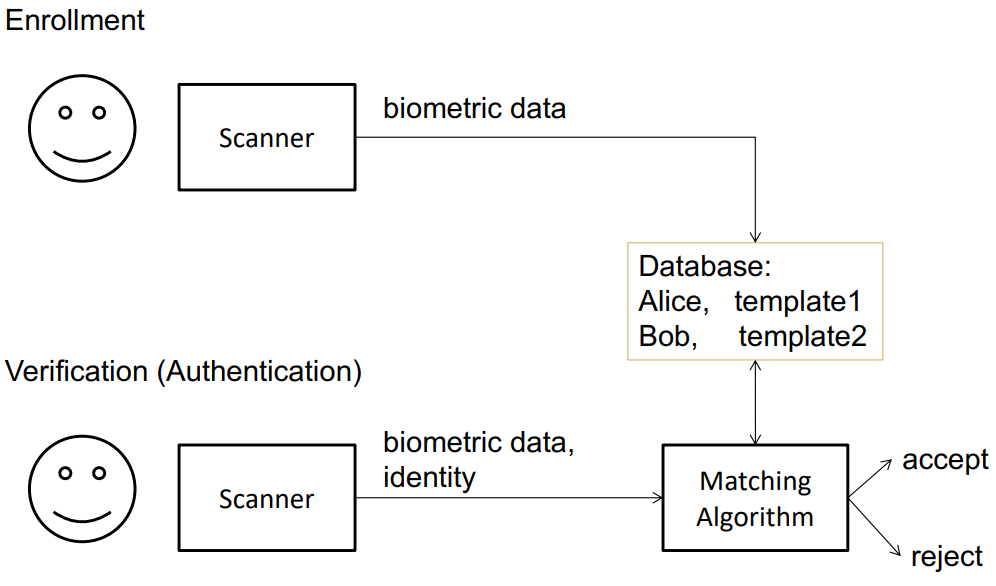 Enrollment
Scanner
biometric data
Database:
Alice, template1
Bob, template2
Verification (Authentication)
Scanner
biometric data,
identity
Matching
Algorithm
accept
reject